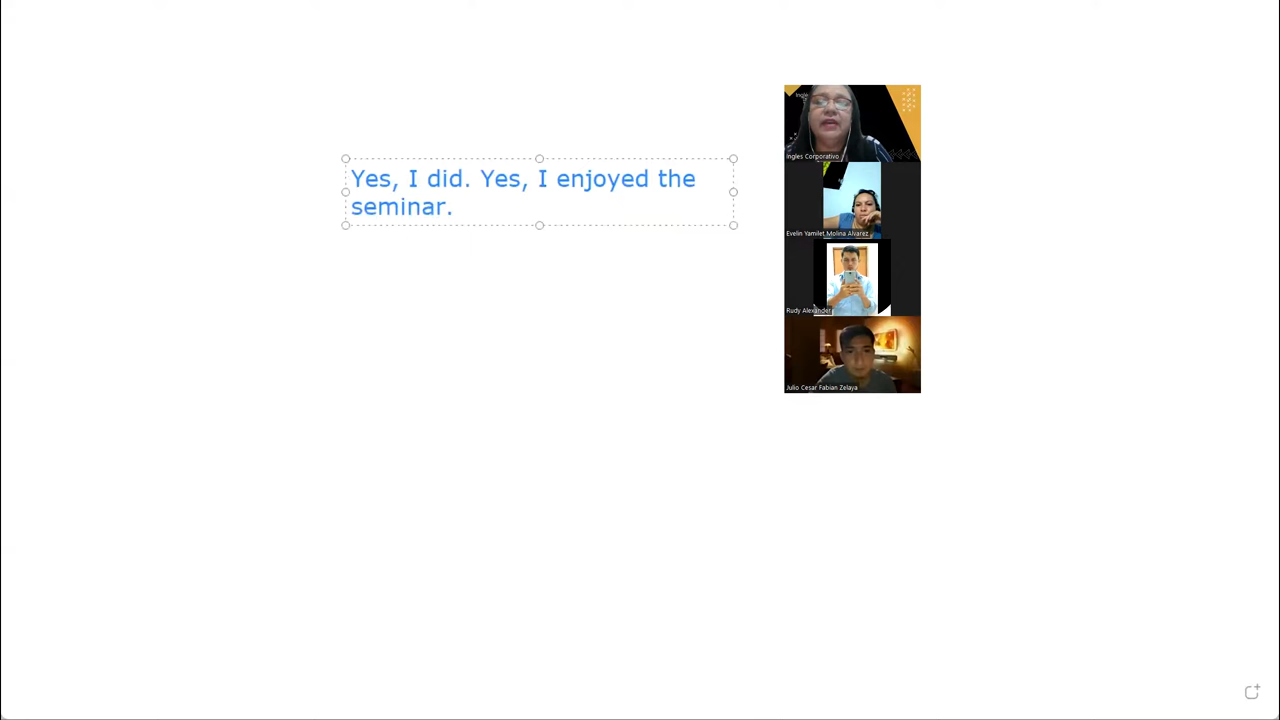 Yes, I did. Yes, I enjoyed the
seminar.
Ingles Corporativo
Evelin Yamilet Molina Alvarez
Rudy Alexander
Julio Cesar Fabian Zelaya